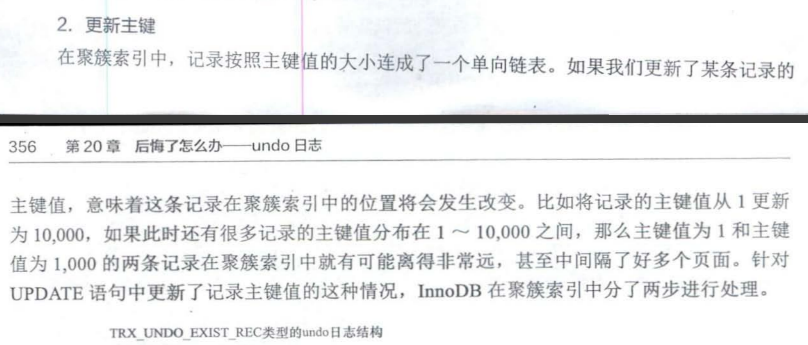 2. 更新主键
在聚簇索引中，记录按照主键值的大小连成了一个单向链表。如果我们更新了某条记录的
356 第20章 后悔了怎么办——undo 日志
主键值，意味着这条记录在聚簇索引中的位置将会发生改变。比如将记录的主键值从 1 更新
为 10,000，如果此时还有很多记录的主键值分布在 1 ～ 10,000 之间，那么主键值为 1 和主键
值为 1,000 的两条记录在聚簇索引中就有可能离得非常远，甚至中间隔了好多个页面。针对
UPDATE 语句中更新了记录主键值的这种情况，InnoDB 在聚簇索引中分了两步进行处理。
TRX_UNDO_EXIST_REC类型的undo日志结构